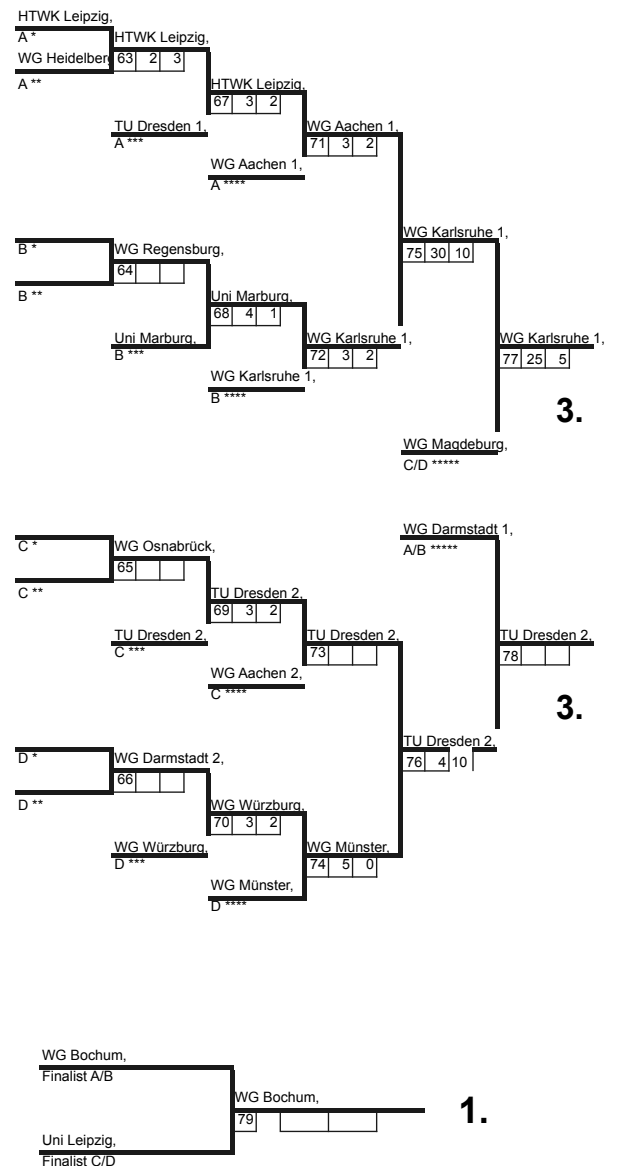 HTWK Leipzig,
A *
HTWK Leipzig,
WG Heidelberg
63 2 3
A **
HTWK Leipzig,
67 3 2
TU Dresden 1,
A ***
WG Aachen 1,
71 3 2
WG Aachen 1,
A ****
WG Karlsruhe 1,
75 30 10
B *
WG Regensburg,
64
B **
Uni Marburg,
68 4 1
Uni Marburg,
B ***
WG Karlsruhe 1,
72 3 2
WG Karlsruhe 1,
77 25 5
WG Karlsruhe 1,
B ****
3.
WG Magdeburg,
C/D *****
WG Darmstadt 1,
A/B *****
C *
WG Osnabrück,
65
C **
TU Dresden 2,
69 3 2
TU Dresden 2,
C ***
TU Dresden 2,
73
TU Dresden 2,
78
WG Aachen 2,
C ****
3.
TU Dresden 2,
76 4 10
D *
WG Darmstadt 2,
66
D **
WG Würzburg,
70 3 2
WG Würzburg,
D ***
WG Münster,
74 5 0
WG Münster,
D ****
WG Bochum,
Finalist A/B
WG Bochum,
79
1.
Uni Leipzig,
Finalist C/D